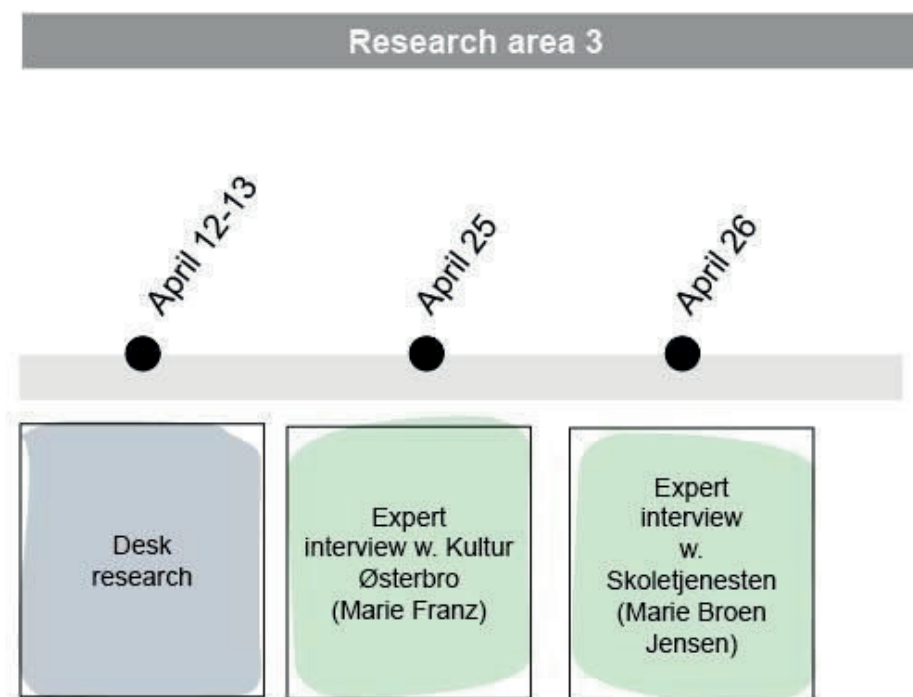 Research area 3
April 12-13
April 25
April 26
Desk
research
Expert
interview w. Kultur
Østerbro
(Marie Franz)
Expert
interview
w.
Skoletjenesten
(Marie Broen
Jensen)